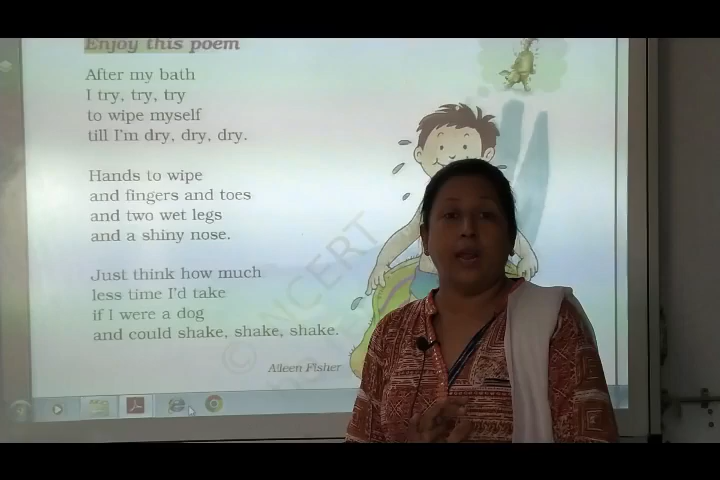 Enjoy this poem
After my bath
I try, try, try
to wipe myself
till I'm dry, dry, dry.
Hands to wipe
and fingers and toes
and two wet legs
and a shiny nose.
Just think how much
less time I'd take
if I were a dog
and could shake, shake, shake.
Aileen Fisher
© NCERT